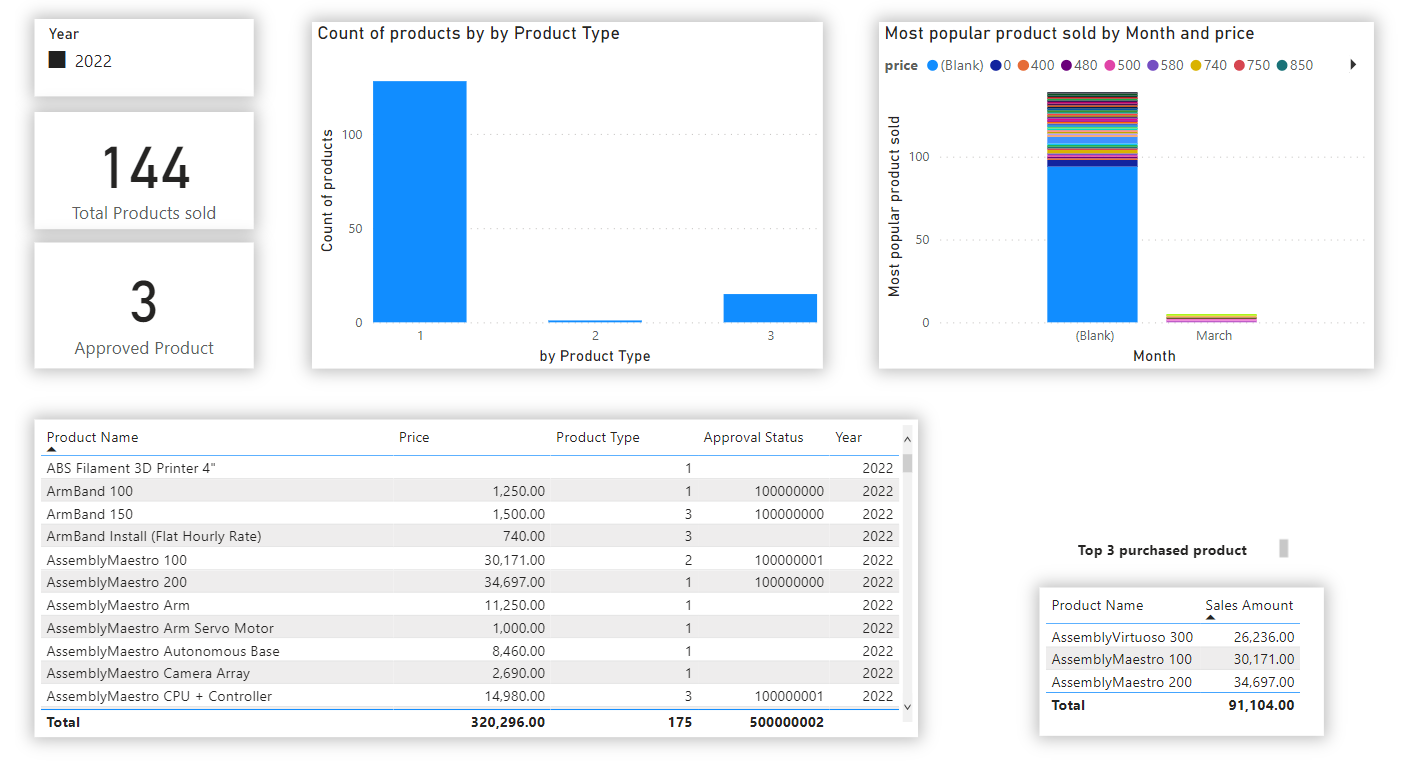 Year
2022
144
Total Products sold
3
Approved Product
Count of products by by Product Type
Count of products
100
50
0
1 2 3
by Product Type
Most popular product sold by Month and price
price (Blank) 0 400 480 500 580 740 750 850
Most popular product sold
100
50
0
(Blank) March
Month
Product Name Price Product Type Approval Status Year
ABS Filament 3D Printer 4" 1 2022
ArmBand 100 1,250.00 1 100000000 2022
ArmBand 150 1,500.00 3 100000000 2022
ArmBand Install (Flat Hourly Rate) 740.00 3 2022
AssemblyMaestro 100 30,171.00 2 100000001 2022
AssemblyMaestro 200 34,697.00 1 100000000 2022
AssemblyMaestro Arm 11,250.00 1 2022
AssemblyMaestro Arm Servo Motor 1,000.00 1 2022
AssemblyMaestro Autonomous Base 8,460.00 1 2022
AssemblyMaestro Camera Array 2,690.00 1 2022
AssemblyMaestro CPU + Controller 14,980.00 3 100000001 2022
Total 320,296.00 175 500000002
Top 3 purchased product
Product Name Sales Amount
AssemblyVirtuoso 300 26,236.00
AssemblyMaestro 100 30,171.00
AssemblyMaestro 200 34,697.00
Total 91,104.00